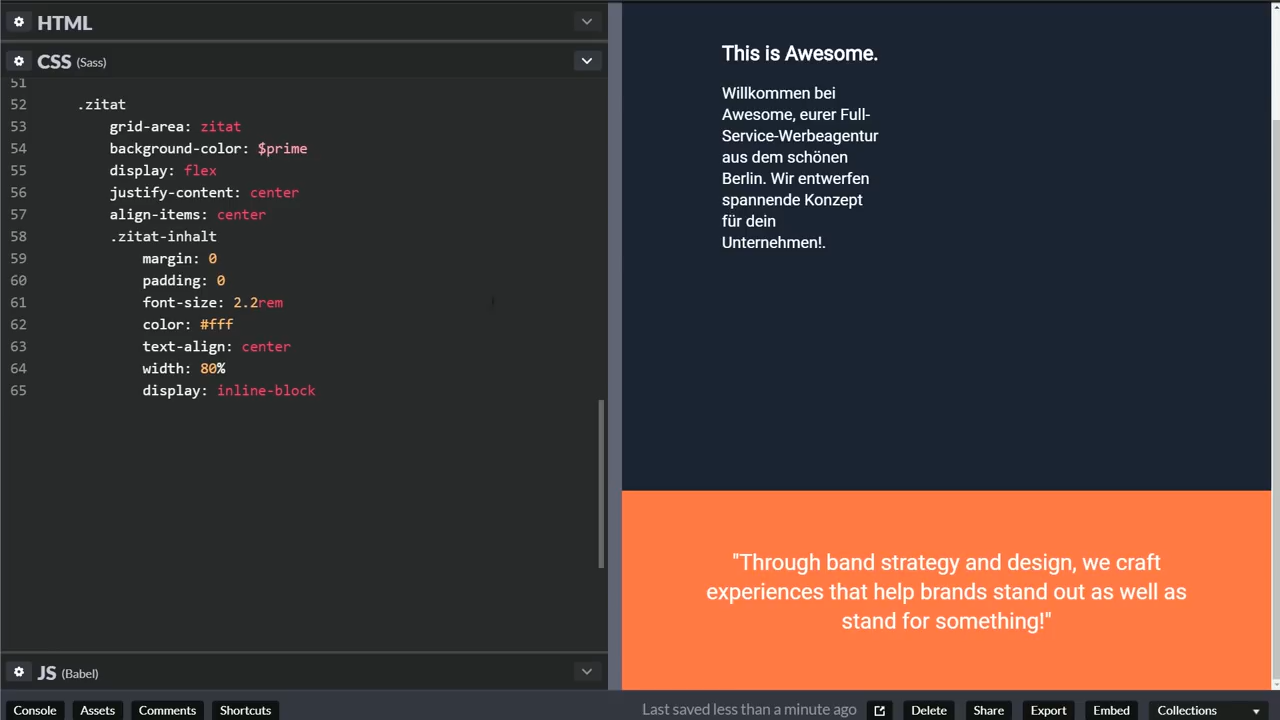 HTML
CSS (Sass)
51
52 .zitat
53 grid-area: zitat
54 background-color: $prime
55 display: flex
56 justify-content: center
57 align-items: center
58 .zitat-inhalt
59 margin: 0
60 padding: 0
61 font-size: 2.2rem
62 color: #fff
63 text-align: center
64 width: 80%
65 display: inline-block
JS (Babel)
This is Awesome.
Willkommen bei
Awesome, eurer Full-
Service-Werbeagentur
aus dem schönen
Berlin. Wir entwerfen
spannende Konzept
für dein
Unternehmen!.
"Through band strategy and design, we craft
experiences that help brands stand out as well as
stand for something!"
Console Assets Comments Shortcuts Last saved less than a minute ago Delete Share Export Embed Collections